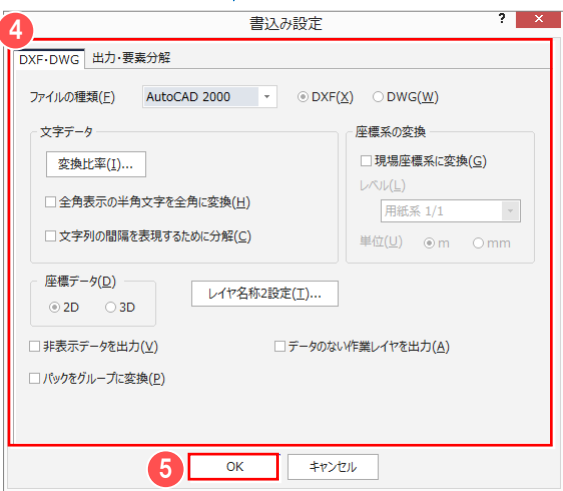 4
書込み設定
? ×
DXF・DWG 出力・要素分解
ファイルの種類(F) AutoCAD 2000 DXF(X) DWG(W)
文字データ
変換比率(I)...
全角表示の半角文字を全角に変換(H)
文字列の間隔を表現するために分解(C)
座標系の変換
現場座標系に変換(G)
レベル(L)
用紙系 1/1
単位(U) m mm
座標データ(D)
2D 3D
レイヤ名称2設定(T)...
非表示データを出力(V) データのない作業レイヤを出力(A)
パックをグループに変換(P)
5 OK キャンセル